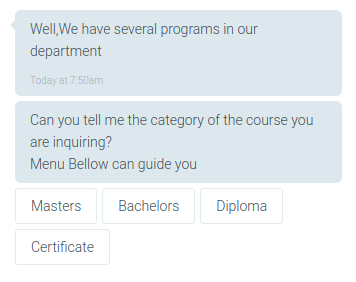 Well,We have several programs in our
department
Today at 7:50am
Can you tell me the category of the course you
are inquiring?
Menu Bellow can guide you
Masters
Bachelors
Diploma
Certificate